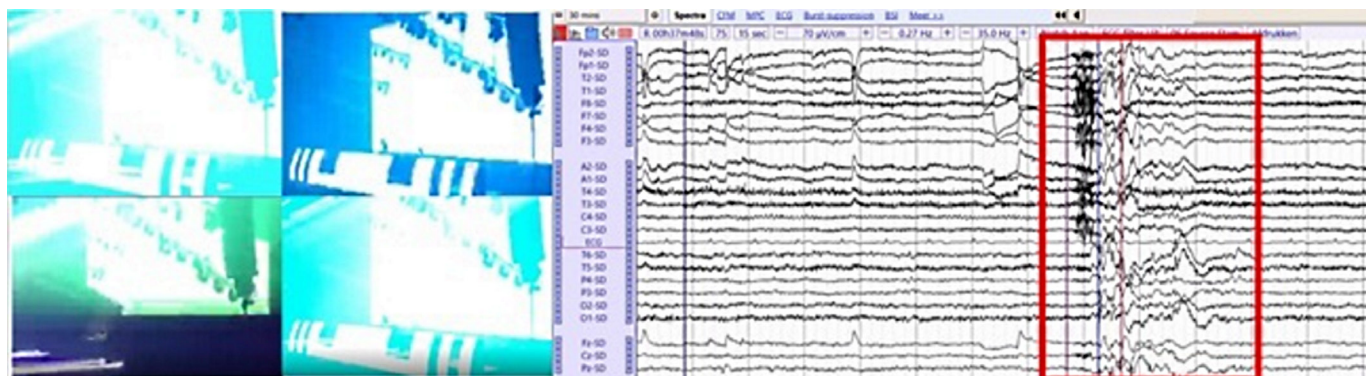 30 mins Spectra CFM MPC ECG Burst suppression BSI Meer >>
R. 00h37m48s 75 15 sec − 70 µV/cm + − 0.27 Hz + − 35.0 Hz +
Fp2-SD
Fp1-SD
T2-SD
T1-SD
F8-SD
F7-SD
F4-SD
F3-SD
A2-SD
A1-SD
T4-SD
T3-SD
C4-SD
C3-SD
ECG
T6-SD
T5-SD
P4-SD
P3-SD
O2-SD
O1-SD
Fz-SD
Cz-SD
Pz-SD